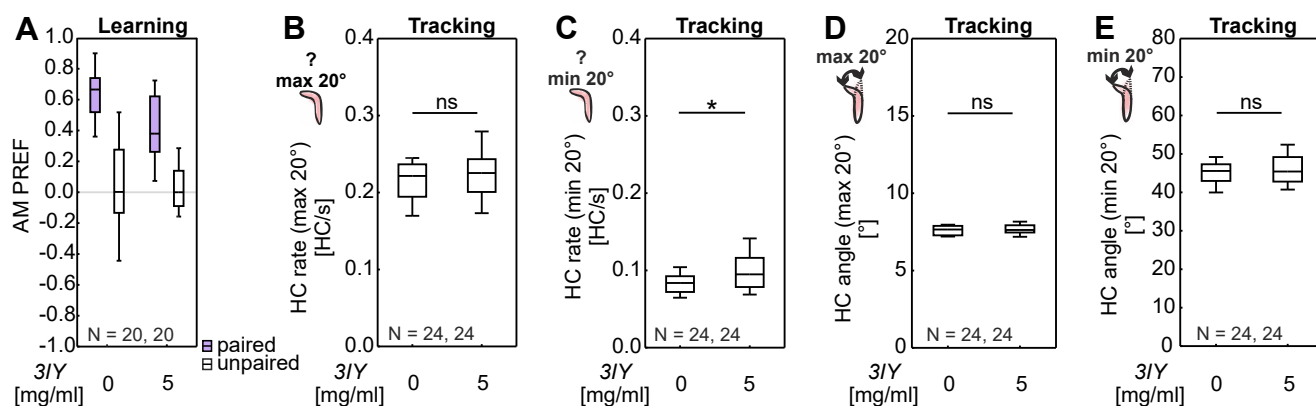 A
Learning
AM PREF
1.0
0.8
0.6
0.4
0.2
0.0
-0.2
-0.4
-0.6
-0.8
-1.0
N = 20, 20
paired
unpaired
3IY
[mg/ml]
0
5
B
Tracking
?
max 20°
HC rate (max 20°)
[HC/s]
0.4
0.3
0.2
0.1
0.0
ns
N = 24, 24
3IY
[mg/ml]
0
5
C
Tracking
?
min 20°
HC rate (min 20°)
[HC/s]
0.4
0.3
0.2
0.1
0.0
*
N = 24, 24
3IY
[mg/ml]
0
5
D
Tracking
max 20°
HC angle (max 20°)
[°]
20
15
10
5
0
ns
N = 24, 24
3IY
[mg/ml]
0
5
E
Tracking
min 20°
HC angle (min 20°)
[°]
80
70
60
50
40
30
20
10
0
ns
N = 24, 24
3IY
[mg/ml]
0
5